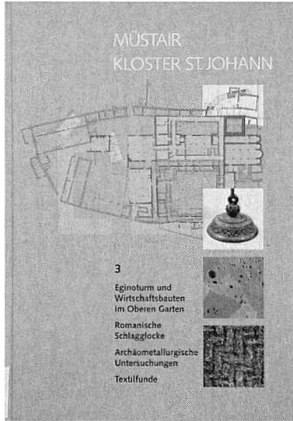 MÜSTAIR
KLOSTER ST. JOHANN
3
Eginoturm und
Wirtschaftsbauten
im Oberen Garten
Romanische
Schlagglocke
Archäometallurgische
Untersuchungen
Textilfunde